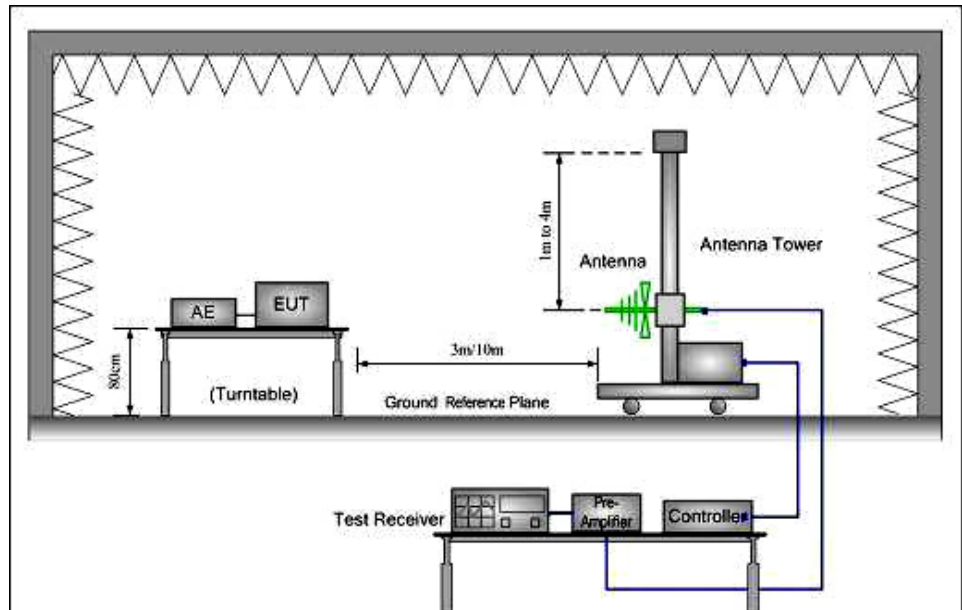 1m to 4m
Antenna
Antenna Tower
AE
EUT
80cm
(Turntable)
3m/10m
Ground Reference Plane
Test Receiver
Pre-
Amplifier
Controller